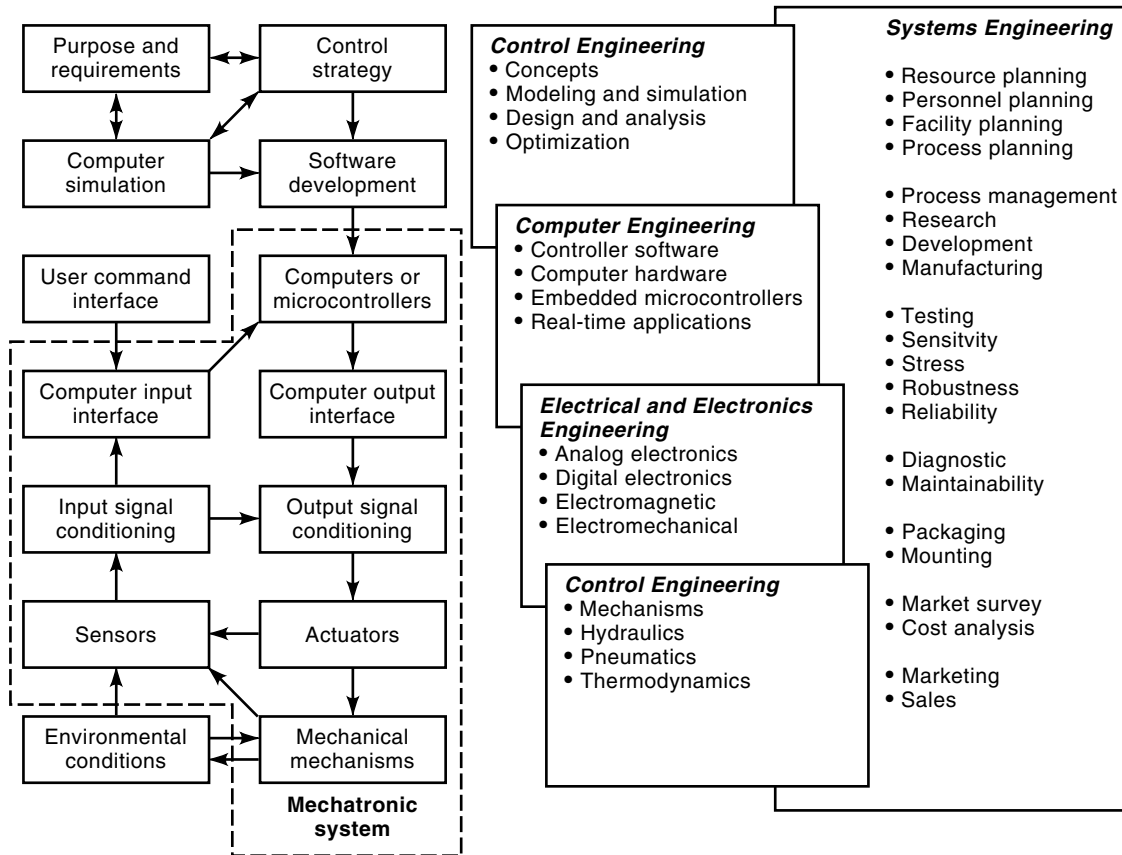 Purpose and
requirements
Control
strategy
Computer
simulation
Software
development
User command
interface
Computers or
microcontrollers
Computer input
interface
Computer output
interface
Input signal
conditioning
Output signal
conditioning
Sensors
Actuators
Environmental
conditions
Mechanical
mechanisms
Mechatronic
system
Control Engineering
• Concepts
• Modeling and simulation
• Design and analysis
• Optimization
Computer Engineering
• Controller software
• Computer hardware
• Embedded microcontrollers
• Real-time applications
Electrical and Electronics
Engineering
• Analog electronics
• Digital electronics
• Electromagnetic
• Electromechanical
Control Engineering
• Mechanisms
• Hydraulics
• Pneumatics
• Thermodynamics
Systems Engineering
• Resource planning
• Personnel planning
• Facility planning
• Process planning
• Process management
• Research
• Development
• Manufacturing
• Testing
• Sensitvity
• Stress
• Robustness
• Reliability
• Diagnostic
• Maintainability
• Packaging
• Mounting
• Market survey
• Cost analysis
• Marketing
• Sales